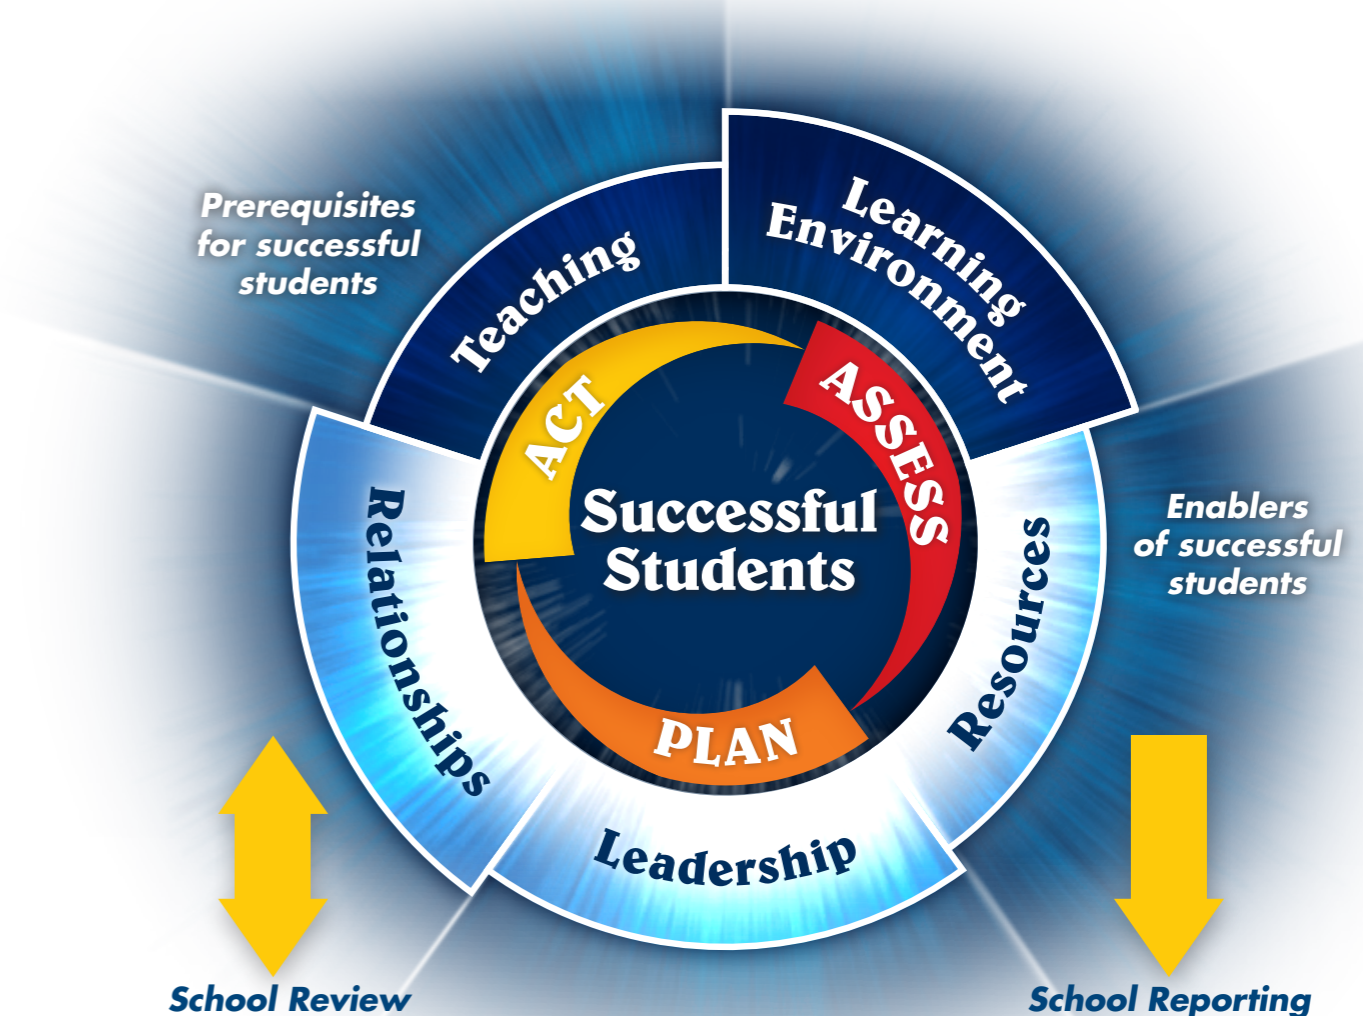 Prerequisites
for successful
students
Teaching
Learning
Environment
ACT
ASSESS
Successful
Students
PLAN
Relationships
Resources
Leadership
Enablers
of successful
students
School Review
School Reporting